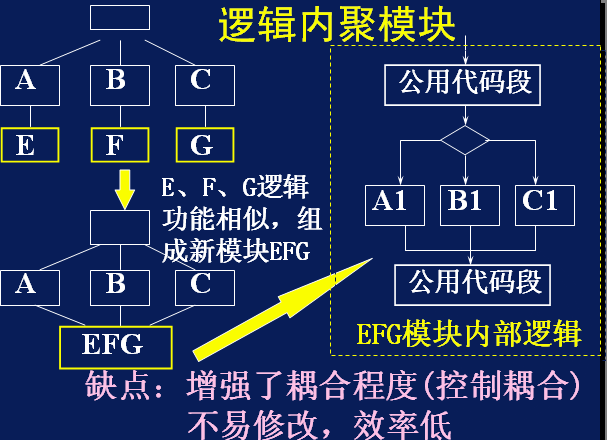 逻辑内聚模块
A B C
E F G
E、F、G逻辑
功能相似，组
成新模块EFG
A B C
EFG
公用代码段
A1 B1 C1
公用代码段
EFG模块内部逻辑
缺点：增强了耦合程度(控制耦合)
不易修改，效率低